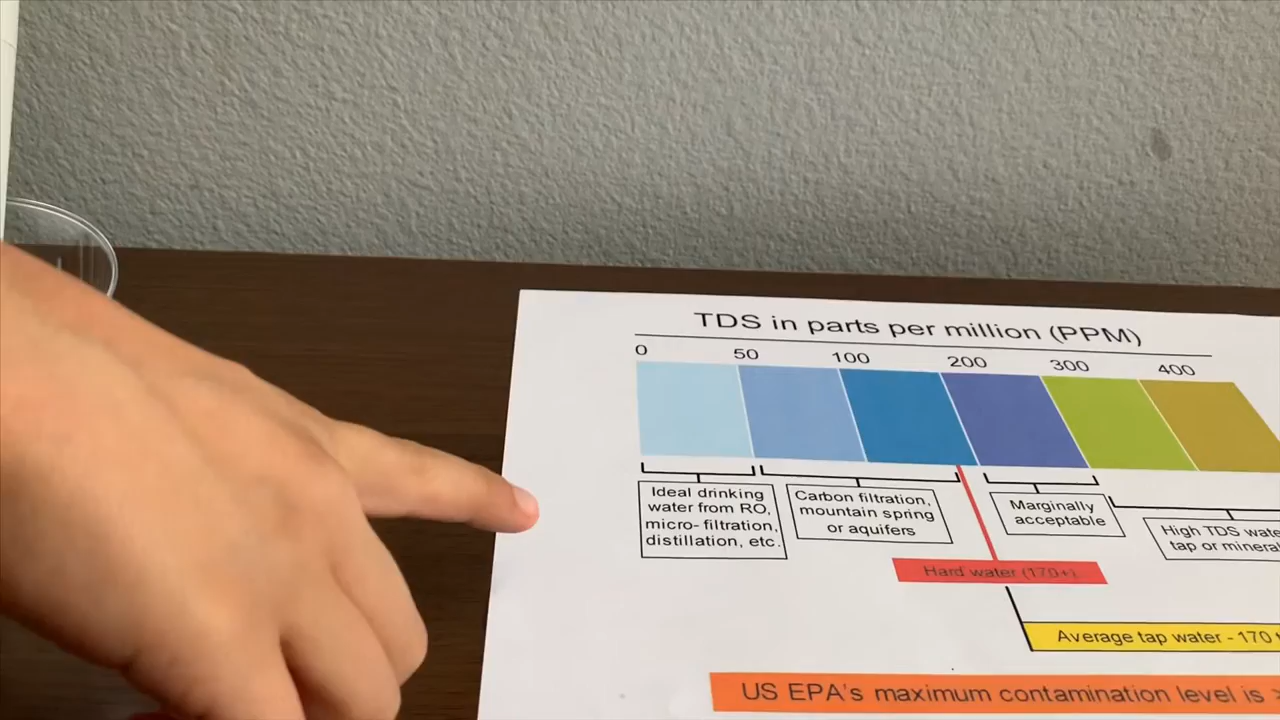 TDS in parts per million (PPM)
0 50 100 200 300 400
Ideal drinking
water from RO,
micro- filtration,
distillation, etc.
Carbon filtration,
mountain spring
or aquifers
Marginally
acceptable
High TDS
tap or
Hard water (170+)
Average tap water - 170
US EPA's maximum contamination level is